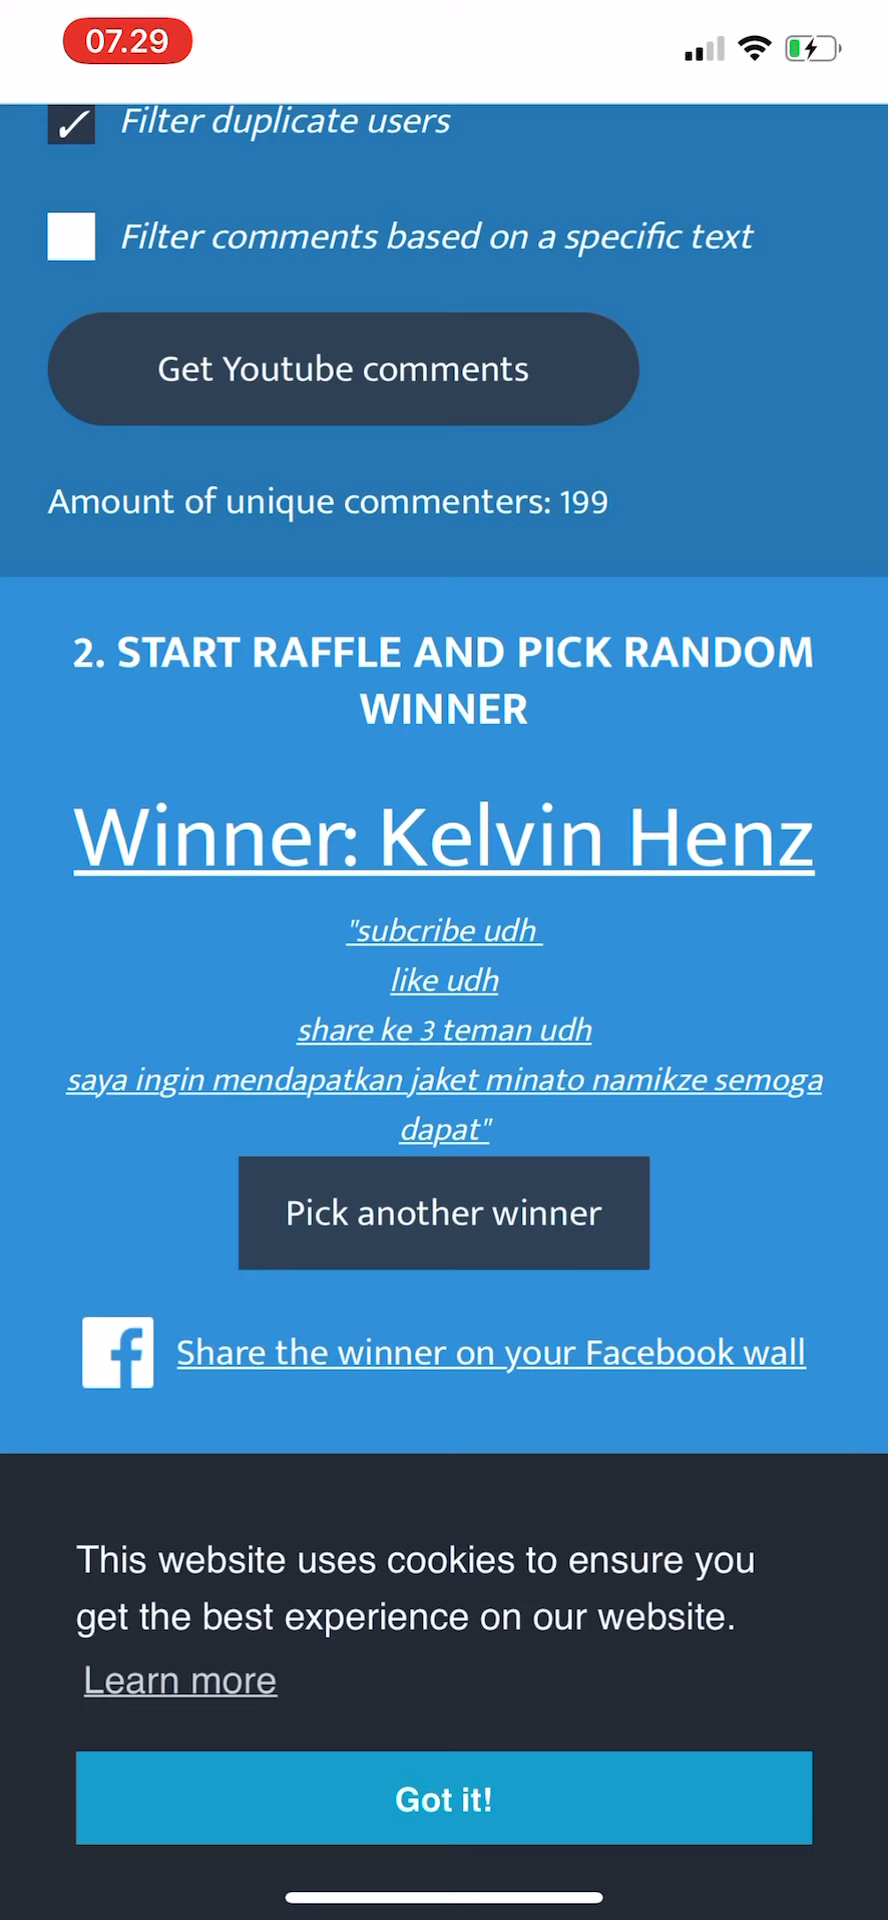 07.29
Filter duplicate users
Filter comments based on a specific text
Get Youtube comments
Amount of unique commenters: 199
2. START RAFFLE AND PICK RANDOM
WINNER
Winner: Kelvin Henz
"subcribe udh
like udh
share ke 3 teman udh
saya ingin mendapatkan jaket minato namikze semoga
dapat"
Pick another winner
Share the winner on your Facebook wall
This website uses cookies to ensure you
get the best experience on our website.
Learn more
Got it!